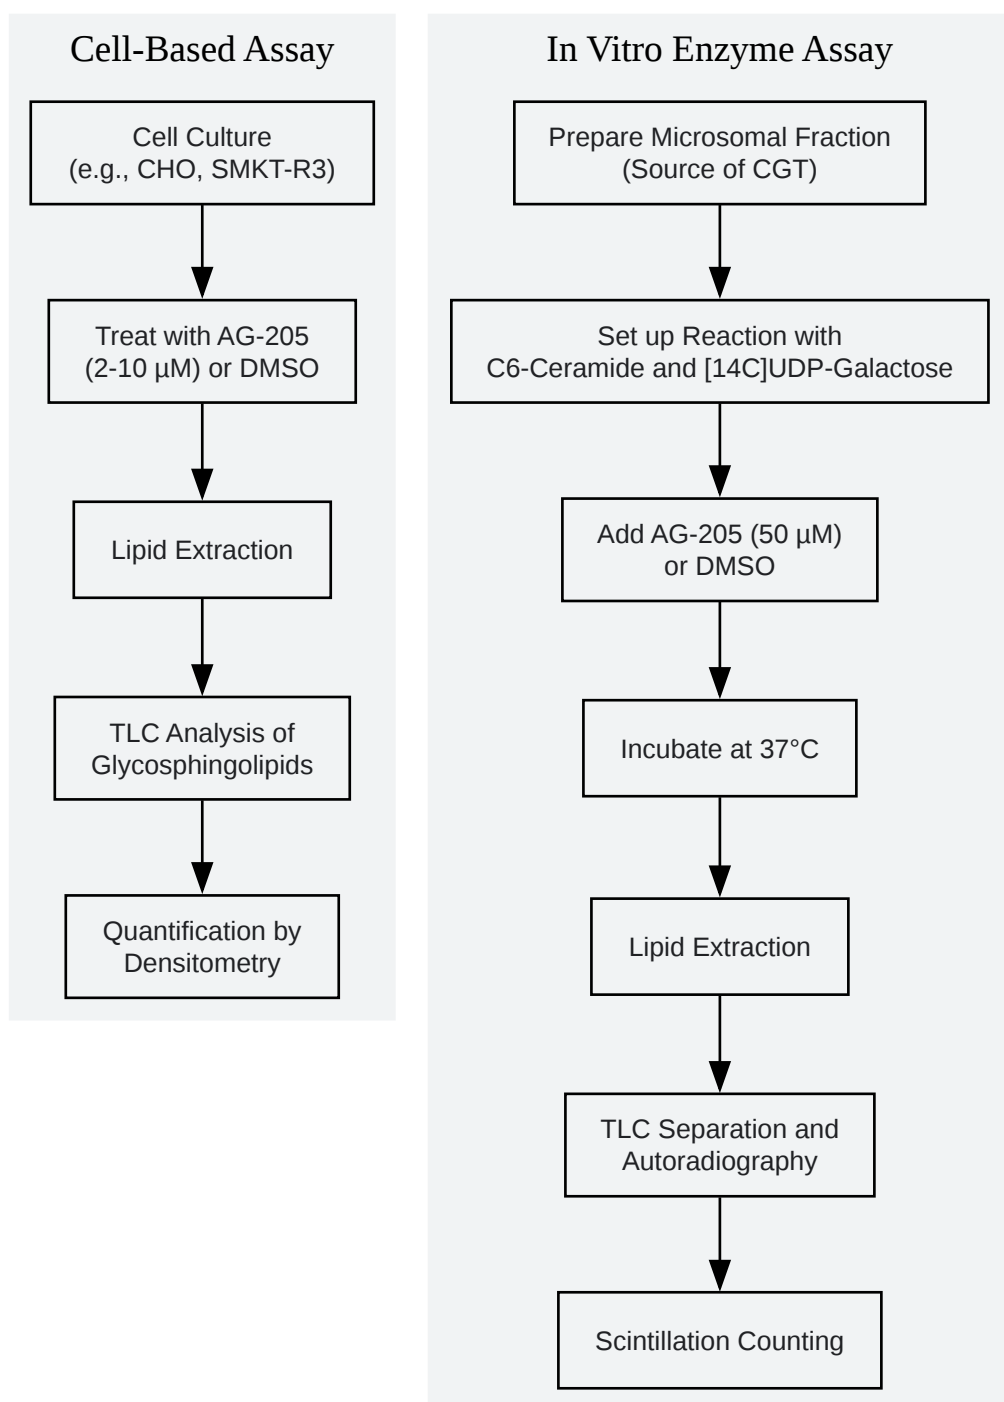 Cell-Based Assay
Cell Culture
(e.g., CHO, SMKT-R3)
Treat with AG-205
(2-10 µM) or DMSO
Lipid Extraction
TLC Analysis of
Glycosphingolipids
Quantification by
Densitometry
In Vitro Enzyme Assay
Prepare Microsomal Fraction
(Source of CGT)
Set up Reaction with
C6-Ceramide and [14C]UDP-Galactose
Add AG-205 (50 µM)
or DMSO
Incubate at 37°C
Lipid Extraction
TLC Separation and
Autoradiography
Scintillation Counting